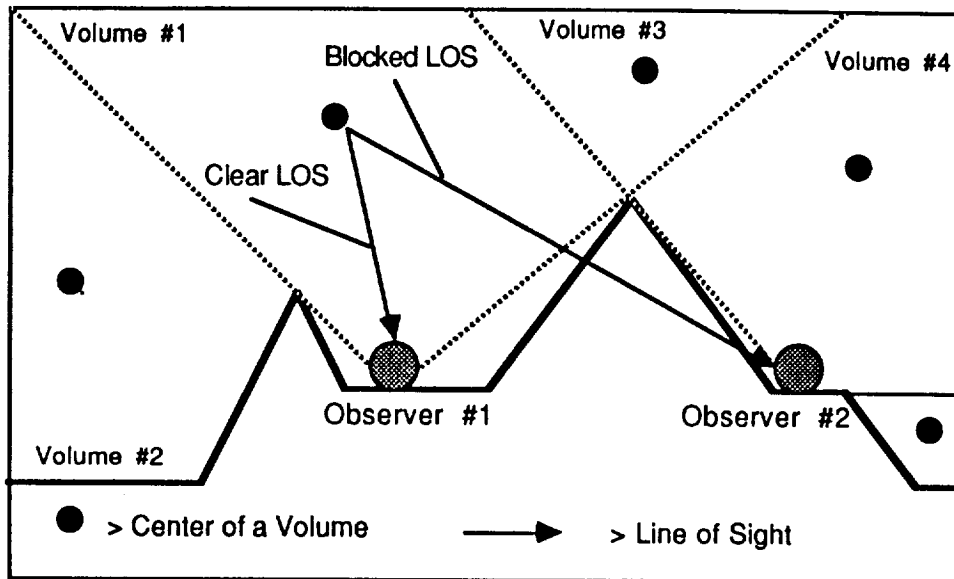 Volume #1
Volume #3
Blocked LOS
Volume #4
Clear LOS
Observer #1
Observer #2
Volume #2
> Center of a Volume
> Line of Sight